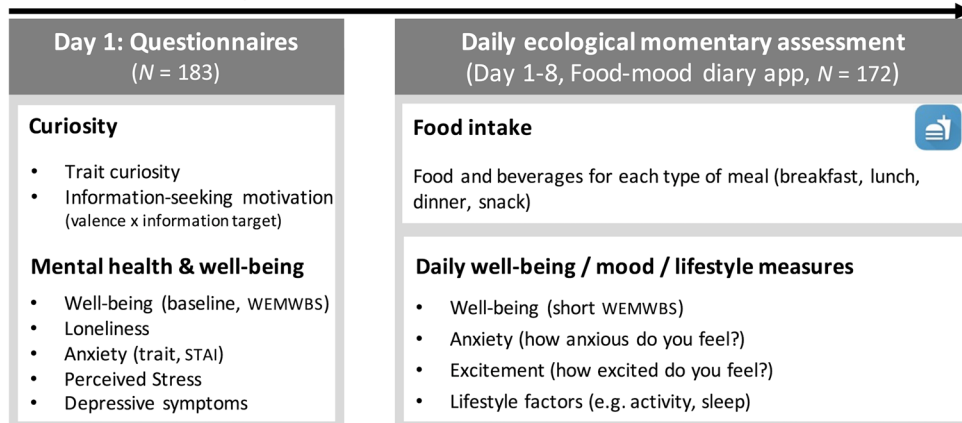 Day 1: Questionnaires
(N = 183)
Curiosity
• Trait curiosity
• Information-seeking motivation
(valence x information target)
Mental health & well-being
• Well-being (baseline, WEMWBS)
• Loneliness
• Anxiety (trait, STAI)
• Perceived Stress
• Depressive symptoms
Daily ecological momentary assessment
(Day 1-8, Food-mood diary app, N = 172)
Food intake
Food and beverages for each type of meal (breakfast, lunch,
dinner, snack)
Daily well-being / mood / lifestyle measures
• Well-being (short WEMWBS)
• Anxiety (how anxious do you feel?)
• Excitement (how excited do you feel?)
• Lifestyle factors (e.g. activity, sleep)